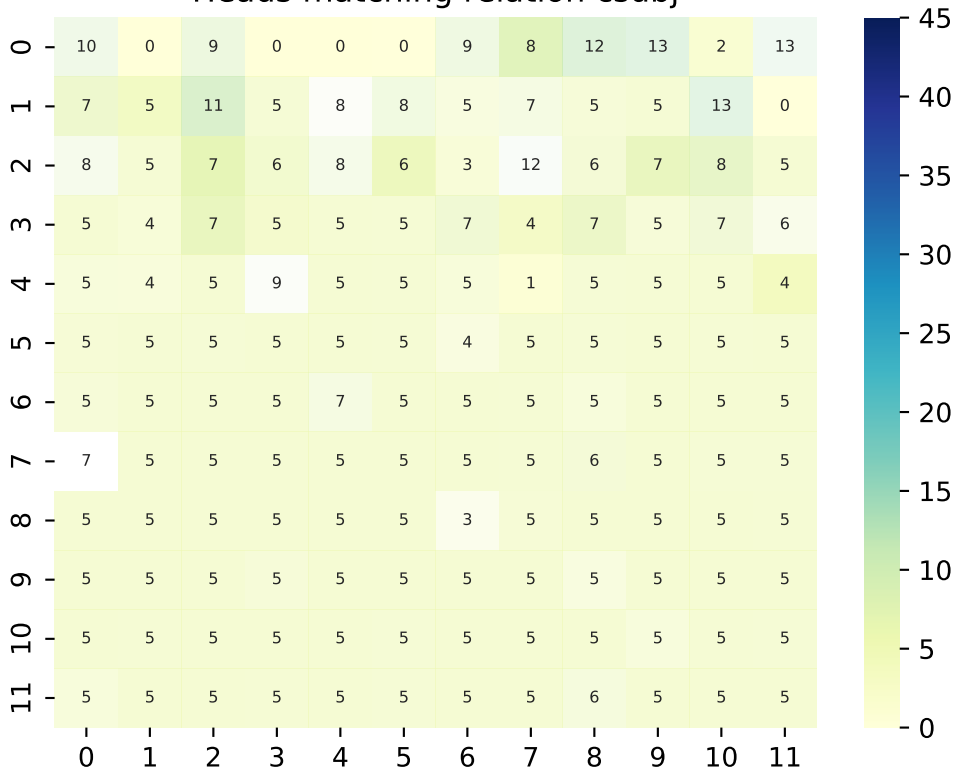 Heads matching relation csubj
0 10 0 9 0 0 0 9 8 12 13 2 13
1 7 5 11 5 8 8 5 7 5 5 13 0
2 8 5 7 6 8 6 3 12 6 7 8 5
3 5 4 7 5 5 5 7 4 7 5 7 6
4 5 4 5 9 5 5 5 1 5 5 5 4
5 5 5 5 5 5 5 4 5 5 5 5 5
6 5 5 5 5 7 5 5 5 5 5 5 5
7 7 5 5 5 5 5 5 5 6 5 5 5
8 5 5 5 5 5 5 3 5 5 5 5 5
9 5 5 5 5 5 5 5 5 5 5 5 5
10 5 5 5 5 5 5 5 5 5 5 5 5
11 5 5 5 5 5 5 5 5 6 5 5 5
0 1 2 3 4 5 6 7 8 9 10 11
45
40
35
30
25
20
15
10
5
0